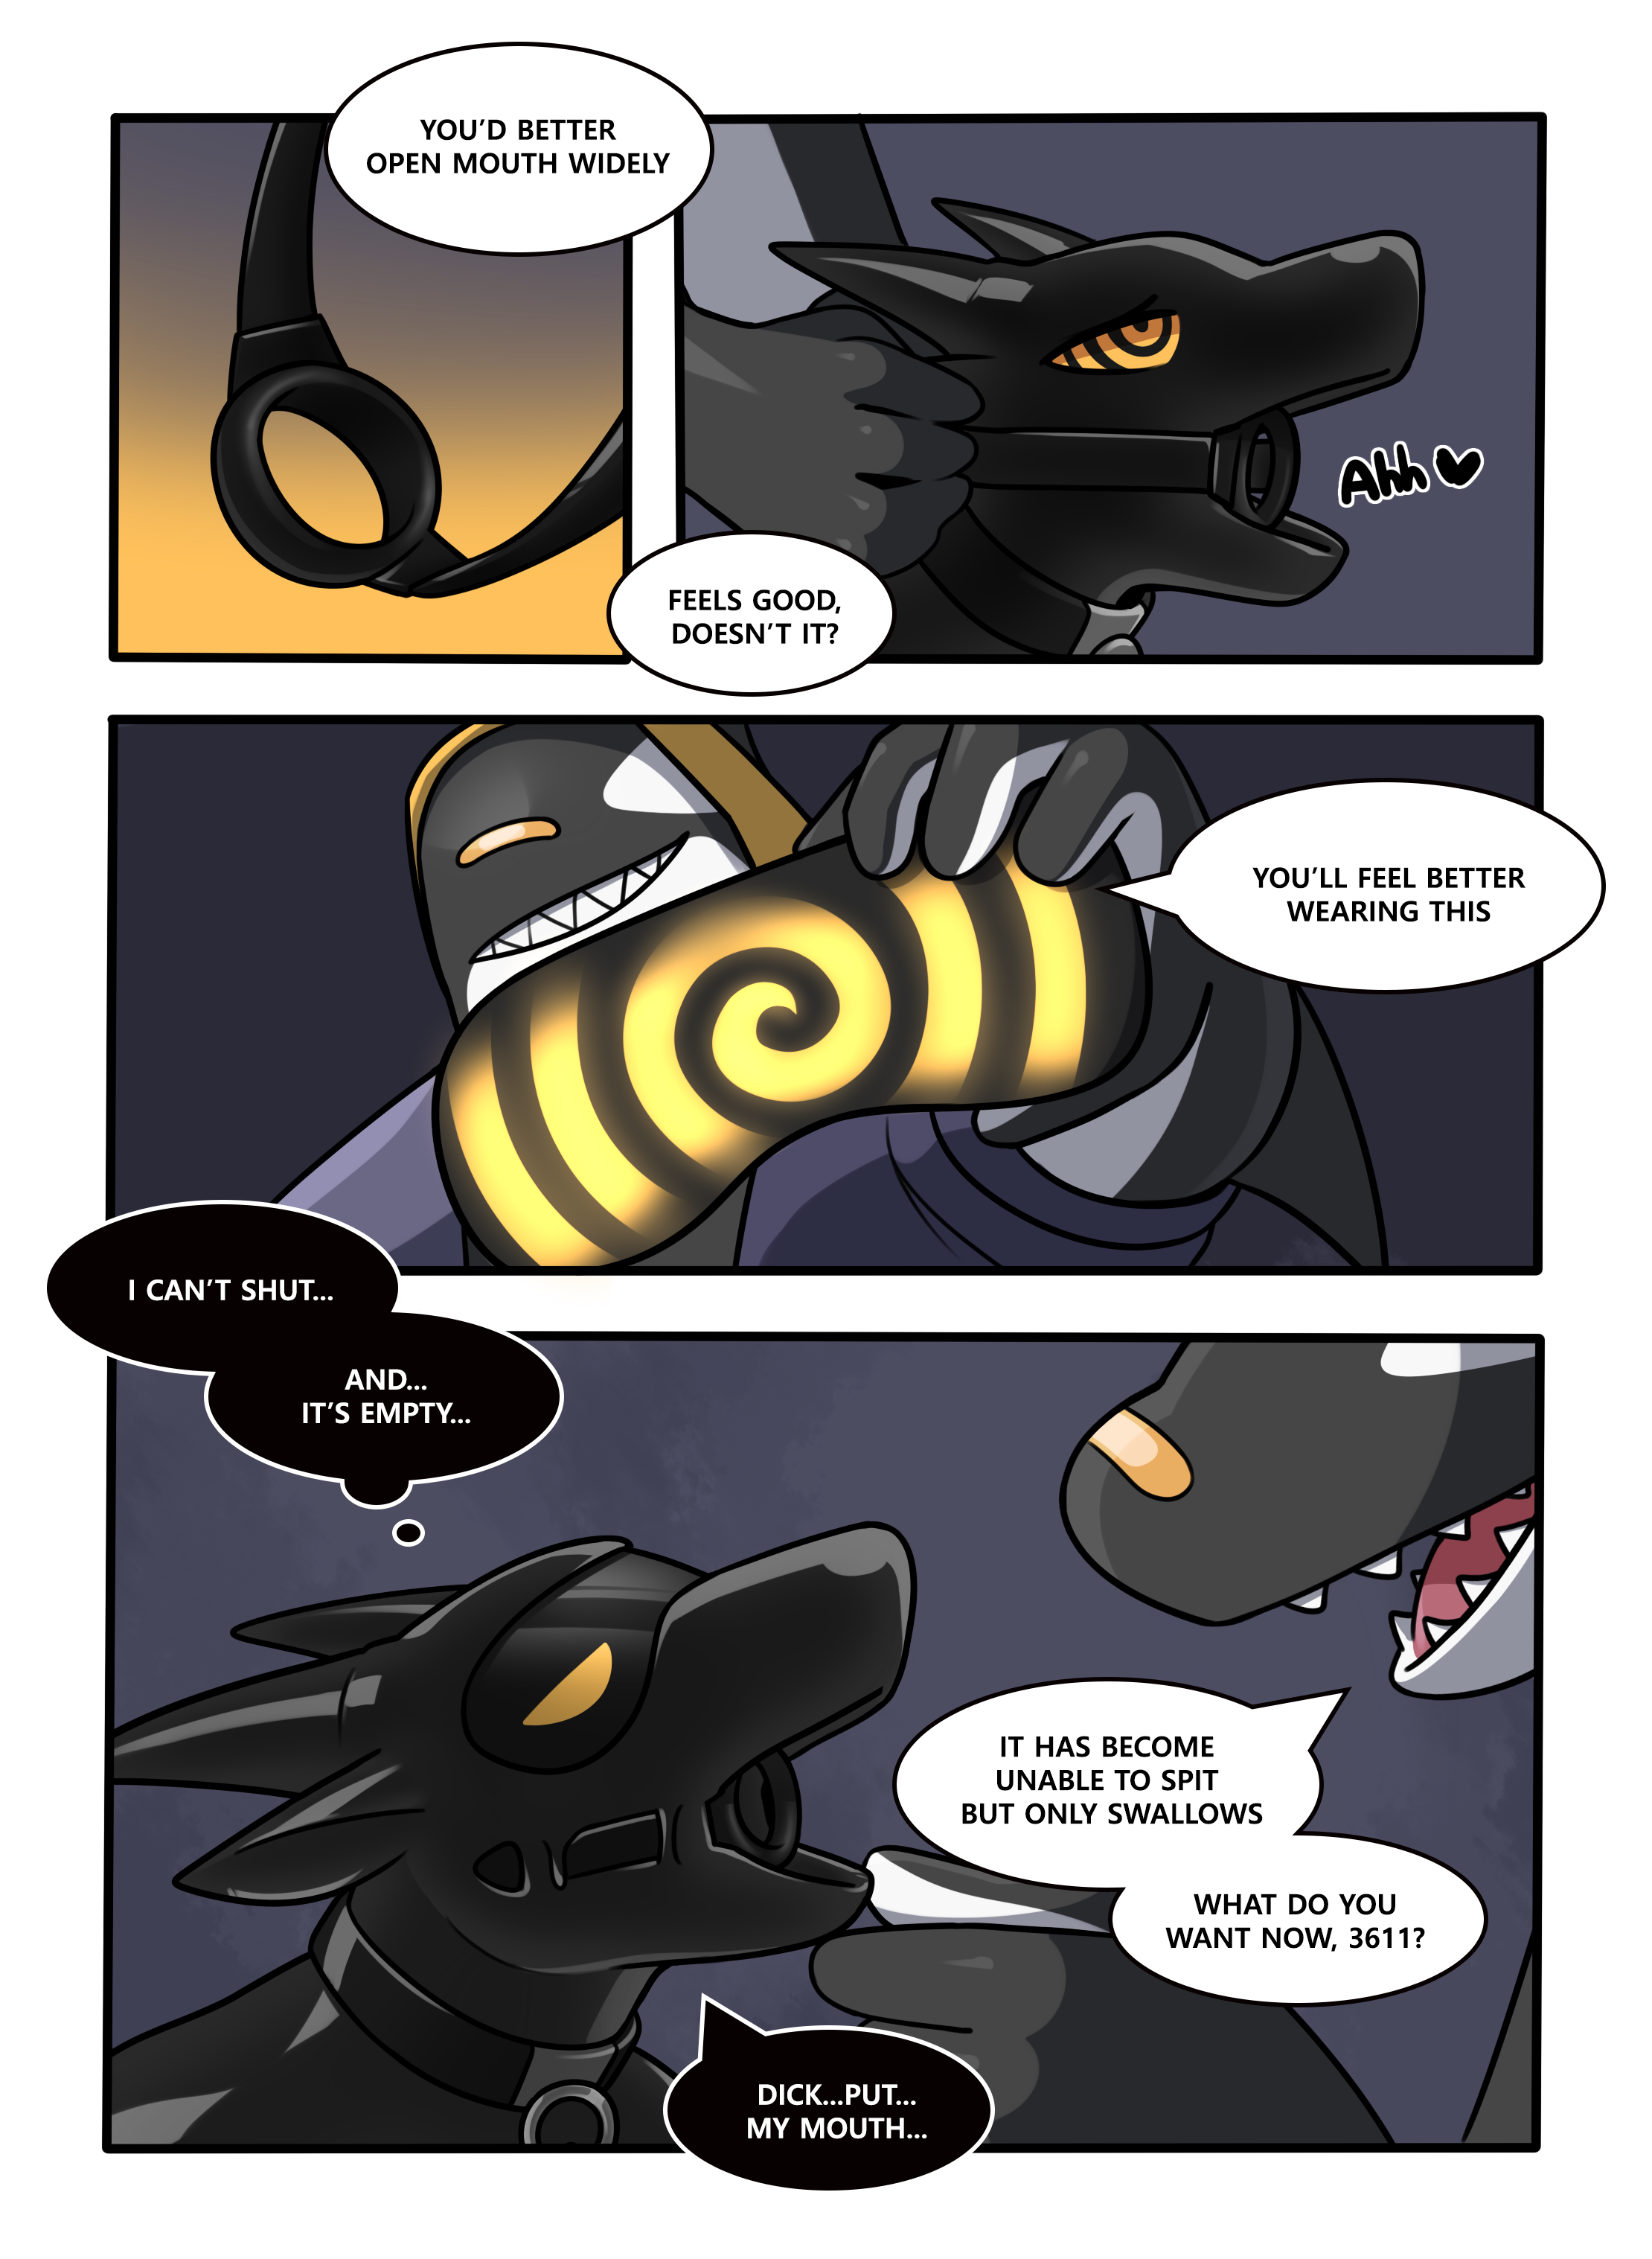 YOU'D BETTER
OPEN MOUTH WIDELY
Ahh
FEELS GOOD,
DOESN'T IT?
YOU'LL FEEL BETTER
WEARING THIS
I CAN'T SHUT...
AND...
IT'S EMPTY...
IT HAS BECOME
UNABLE TO SPIT
BUT ONLY SWALLOWS
WHAT DO YOU
WANT NOW, 3611?
DICK...PUT...
MY MOUTH...